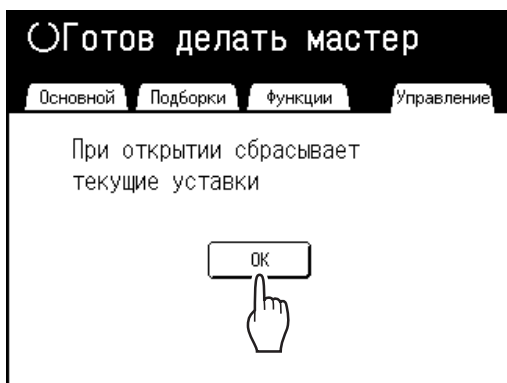 Готов делать мастер
Основной Подборки Функции Управление
При открытии сбрасывает
текущие уставки
OK